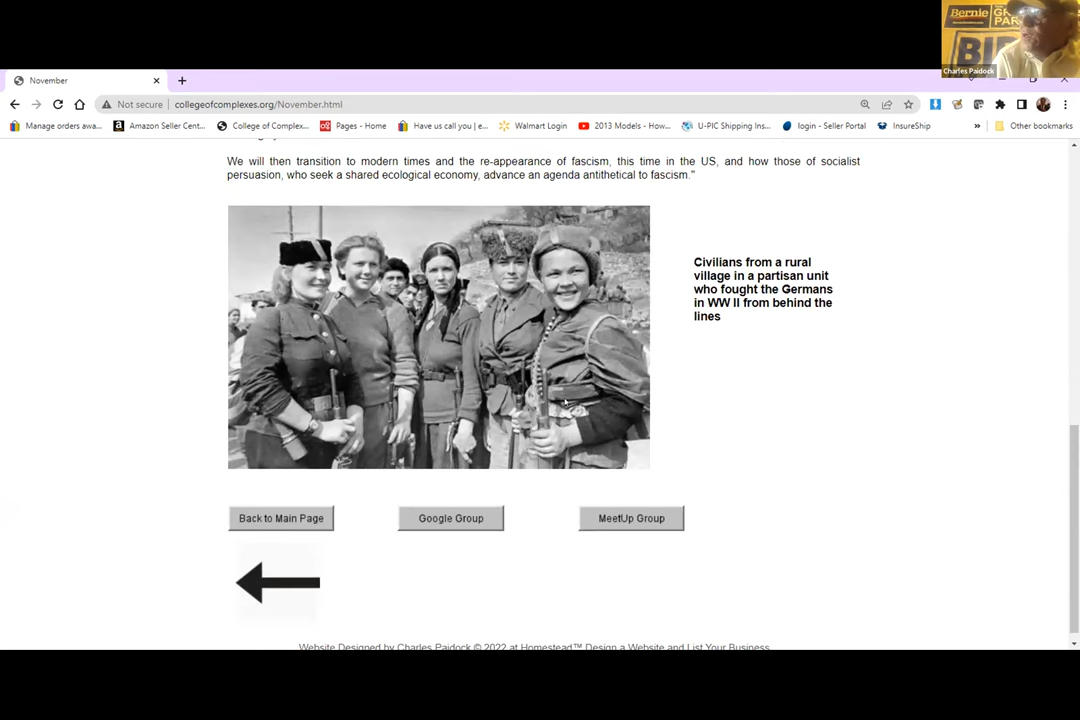 Bernie
GR
PAR
BIR
Charles Paidock
November
Not secure
collegeofcomplexes.org/November.html
Manage orders awa...
Amazon Seller Cent...
College of Complex...
Pages - Home
Have us call you | e...
Walmart Login
2013 Models - How...
U-PIC Shipping Ins...
login - Seller Portal
InsureShip
»
Other bookmarks
We will then transition to modern times and the re-appearance of fascism, this time in the US, and how those of socialist
persuasion, who seek a shared ecological economy, advance an agenda antithetical to fascism."
Civilians from a rural
village in a partisan unit
who fought the Germans
in WW II from behind the
lines
Back to Main Page
Google Group
MeetUp Group
Website Designed by Charles Paidock © 2022 at Homestead™ Design a Website and List Your Business